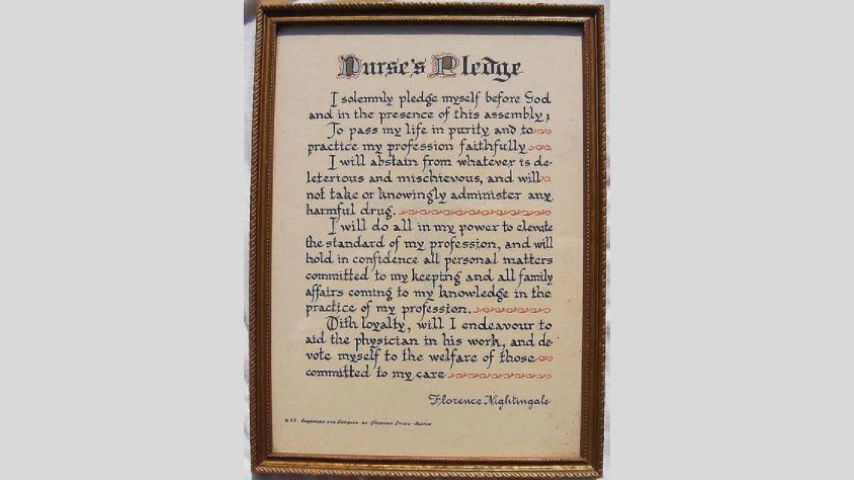 Nurse's Pledge
I solemnly pledge myself before God
and in the presence of this assembly;
To pass my life in purity and to
practice my profession faithfully
I will abstain from whatever is de-
leterious and mischievous, and will
not take or knowingly administer any
harmful drug.
I will do all in my power to elevate
the standard of my profession, and will
hold in confidence all personal matters
committed to my keeping and all family
affairs coming to my knowledge in the
practice of my profession.
With loyalty, will I endeavour to
aid the physician in his work, and de-
vote myself to the welfare of those
committed to my care
Florence Nightingale